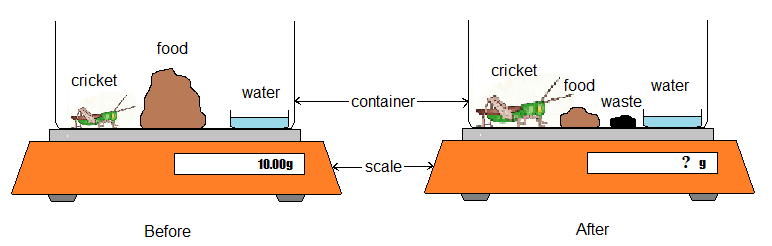 food
cricket
water
10.00g
Before
container
scale
cricket
food
waste
water
? g
After